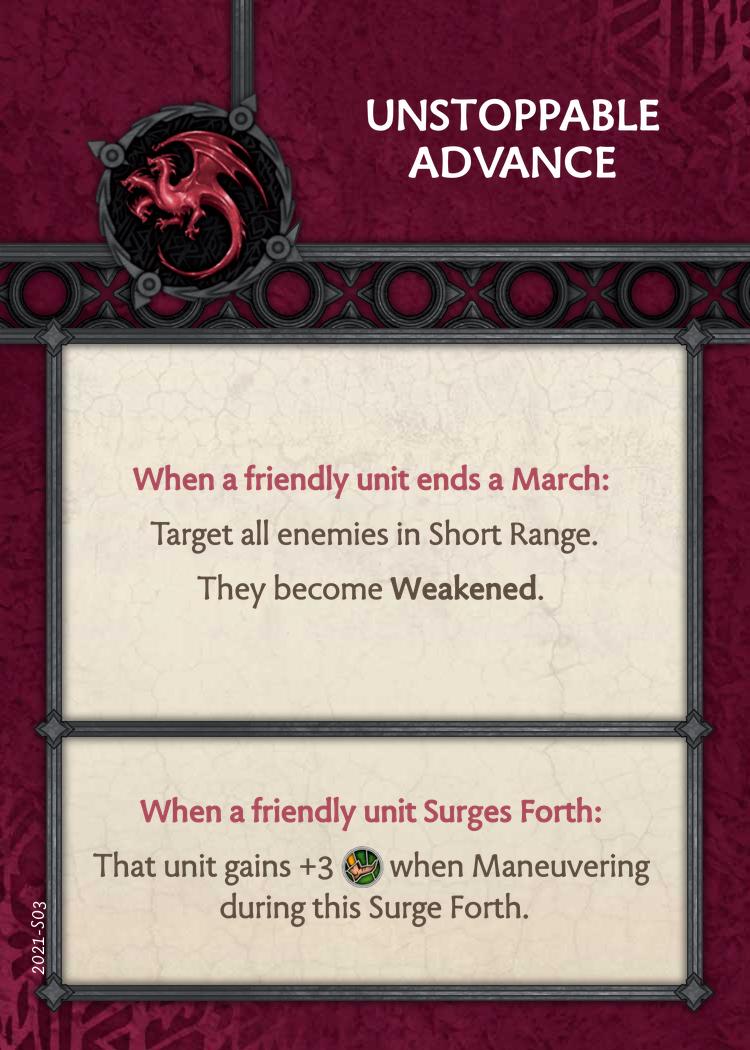 UNSTOPPABLE
ADVANCE
When a friendly unit ends a March:
Target all enemies in Short Range.
They become Weakened.
When a friendly unit Surges Forth:
That unit gains +3 when Maneuvering
during this Surge Forth.
2021-S03